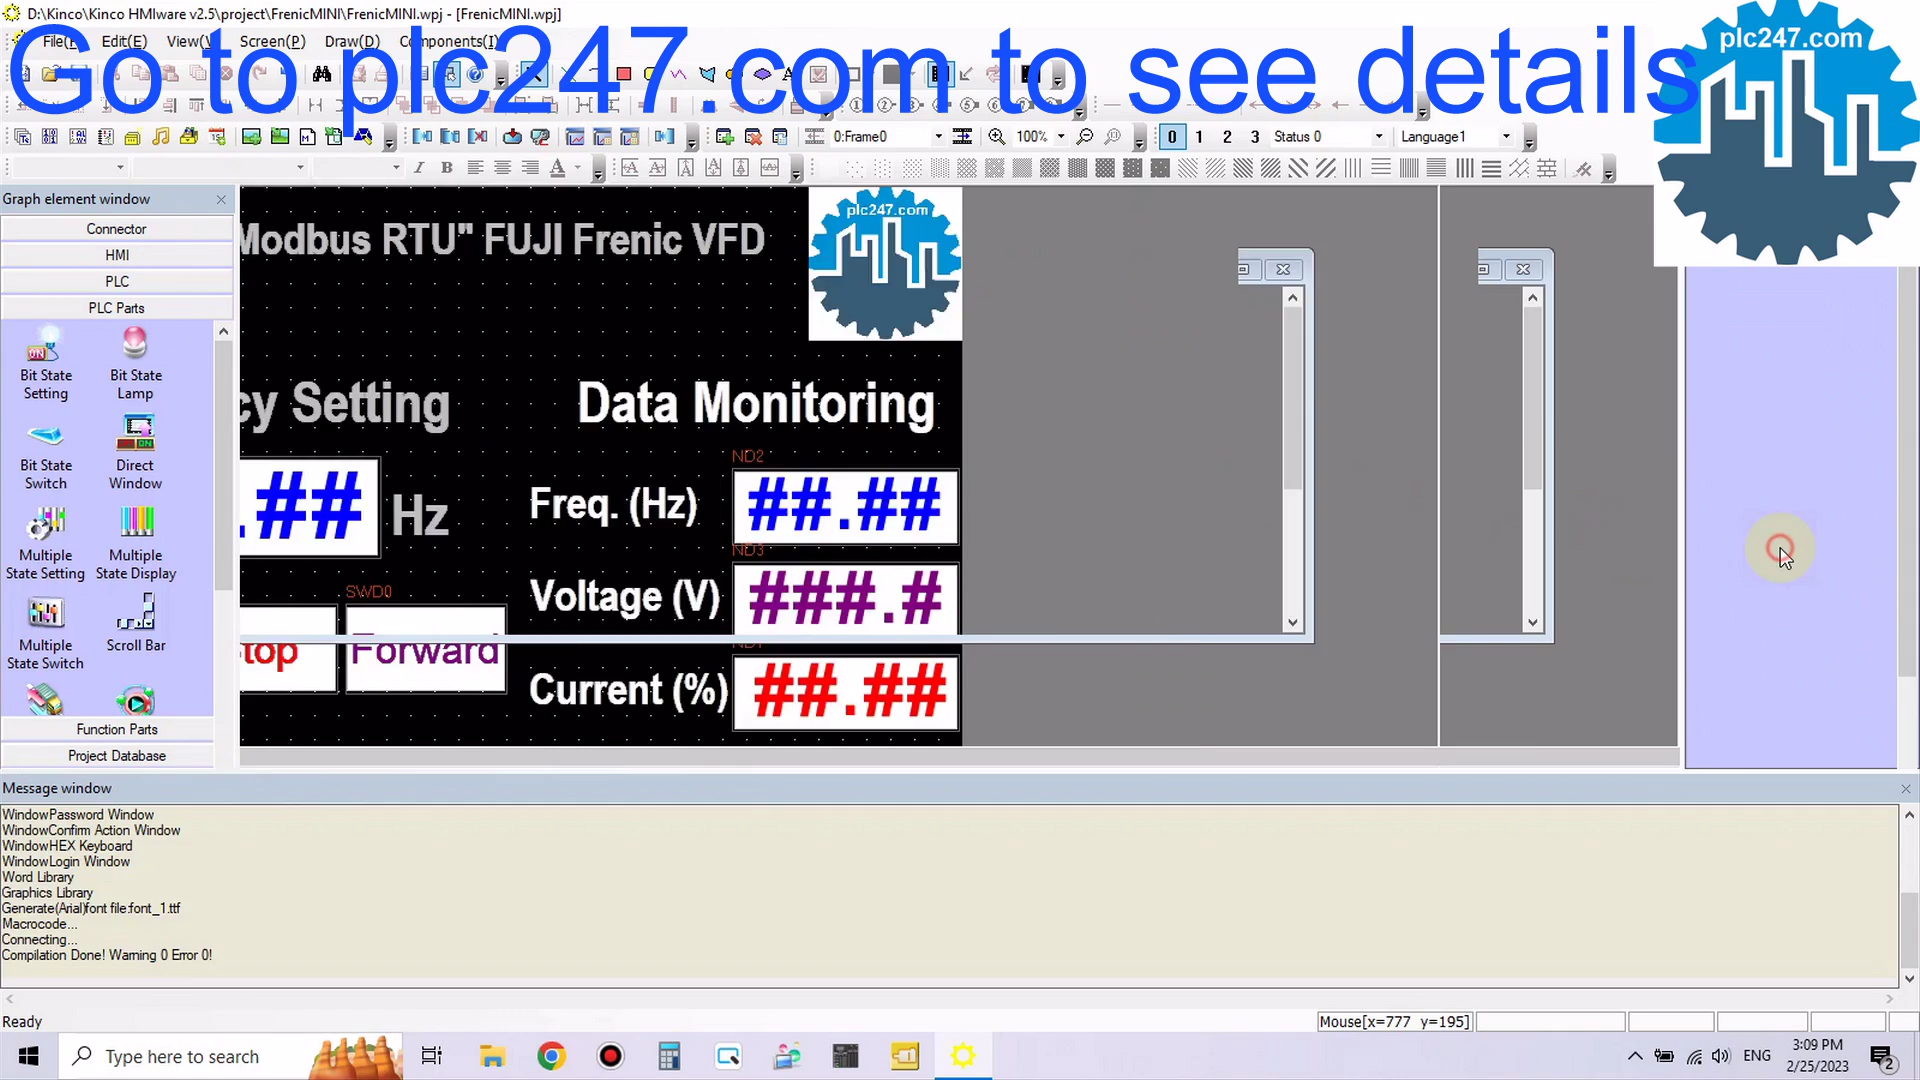 D:\Kinco\Kinco HMIware v2.5\project\FrenicMINI\FrenicMINI.wpj - [FrenicMINI.wpj]
Go to plc247.com to see details
plc247.com
Edit(E) Screen(P) Draw(D)
0:Frame0 100% 0 1 2 3 Status 0 Language1
Graph element window
Connector
HMI
PLC
PLC Parts
Bit State Setting
Bit State Lamp
Bit State Switch
Direct Window
Multiple State Setting
Multiple State Display
Multiple State Switch
Scroll Bar
Function Parts
Project Database
Modbus RTU" FUJI Frenic VFD
plc247.com
cy Setting
Data Monitoring
.## Hz
ND2
Freq. (Hz) ##.##
ND3
Voltage (V) ###.#
SWD0
top
Forward
Current (%) ##.##
Message window
WindowPassword Window
WindowConfirm Action Window
WindowHEX Keyboard
WindowLogin Window
Word Library
Graphics Library
Generate(Arial)font file:font_1.ttf
Macrocode...
Connecting...
Compilation Done! Warning 0 Error 0!
Ready
Mouse[x=777 y=195]
Type here to search
ENG
3:09 PM
2/25/2023
2